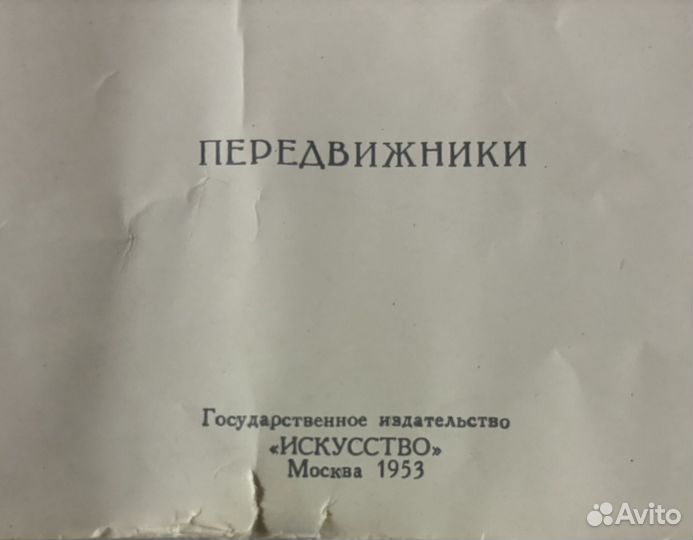 ПЕРЕДВИЖНИКИ
Государственное издательство
«ИСКУССТВО»
Москва 1953
Avito